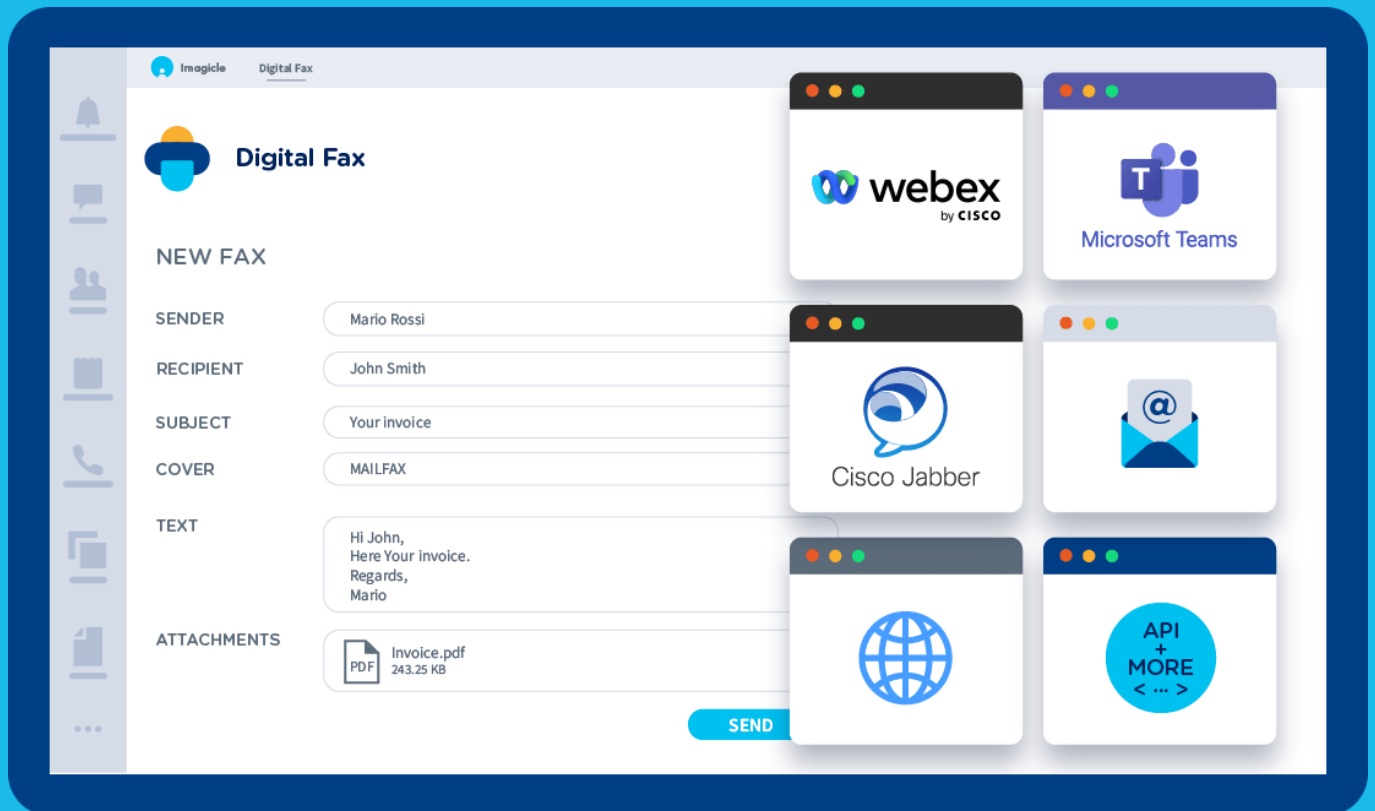 Imagicle
Digital Fax
Digital Fax
NEW FAX
SENDER
Mario Rossi
RECIPIENT
John Smith
SUBJECT
Your invoice
COVER
MAILFAX
TEXT
Hi John,
Here Your invoice.
Regards,
Mario
ATTACHMENTS
PDF
Invoice.pdf
243.25 KB
SEND
webex
by CISCO
T
Microsoft Teams
Cisco Jabber
@
API
+
MORE
< ... >